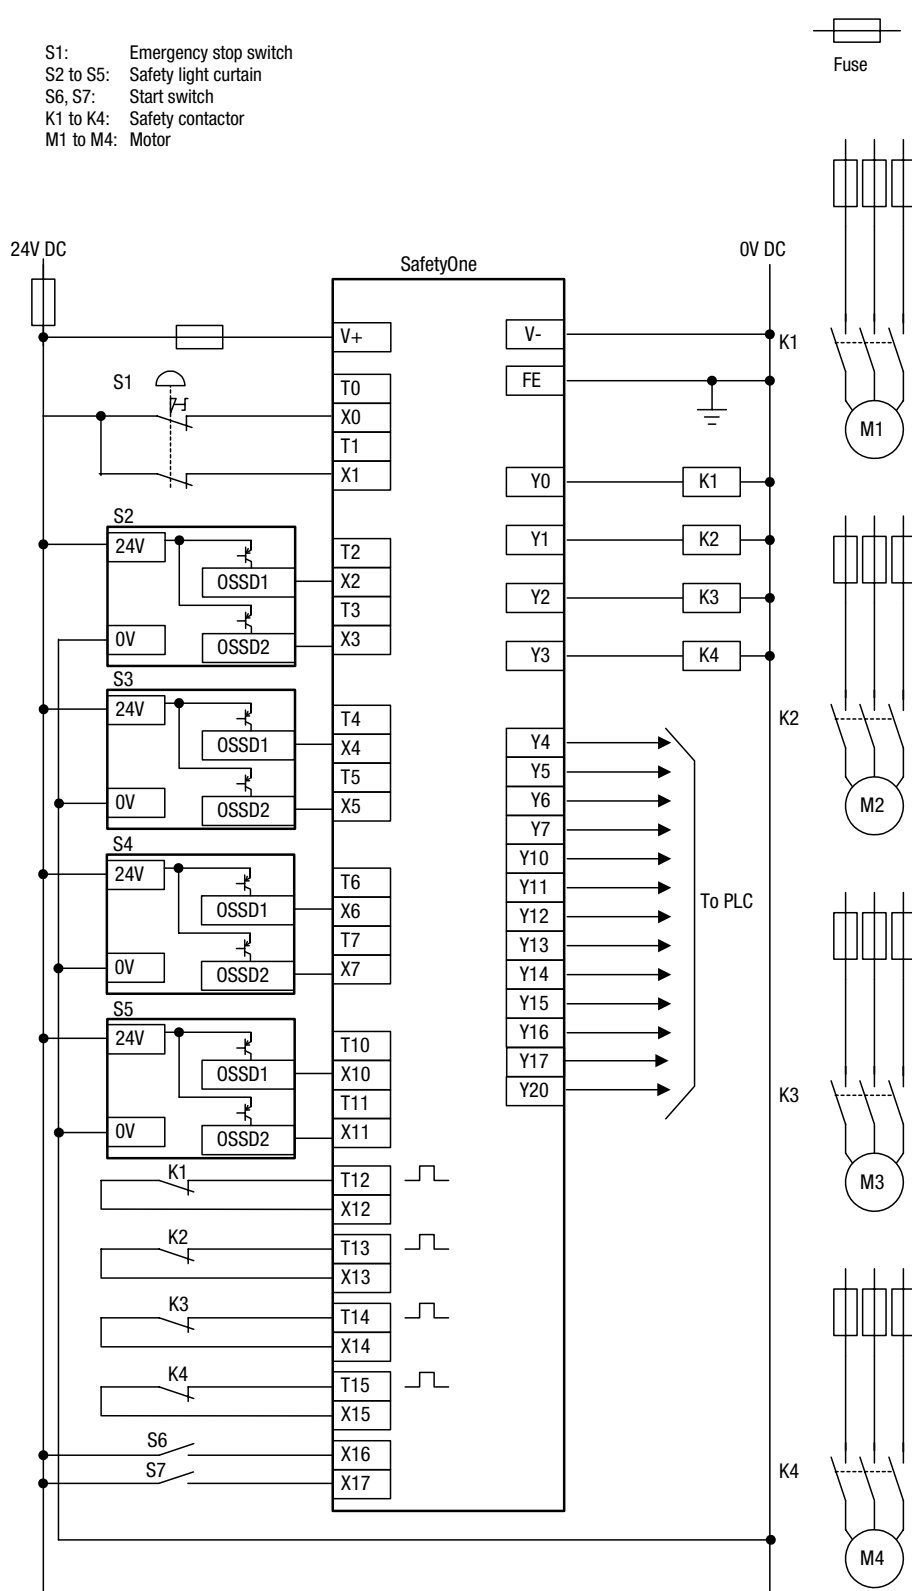 S1: Emergency stop switch
S2 to S5: Safety light curtain
S6, S7: Start switch
K1 to K4: Safety contactor
M1 to M4: Motor
Fuse
24V DC
SafetyOne
0V DC
V+
V-
K1
S1
T0
FE
X0
M1
T1
X1
Y0
K1
S2
24V
T2
Y1
K2
OSSD1
X2
T3
Y2
K3
0V
OSSD2
X3
Y3
K4
S3
24V
T4
K2
OSSD1
X4
Y4
T5
Y5
0V
OSSD2
X5
Y6
M2
Y7
S4
24V
T6
Y10
OSSD1
X6
Y11
To PLC
T7
Y12
0V
OSSD2
X7
Y13
Y14
S5
Y15
24V
T10
Y16
OSSD1
X10
Y17
T11
Y20
K3
0V
OSSD2
X11
K1
T12
M3
X12
K2
T13
X13
K3
T14
X14
K4
T15
X15
S6
X16
S7
X17
K4
M4